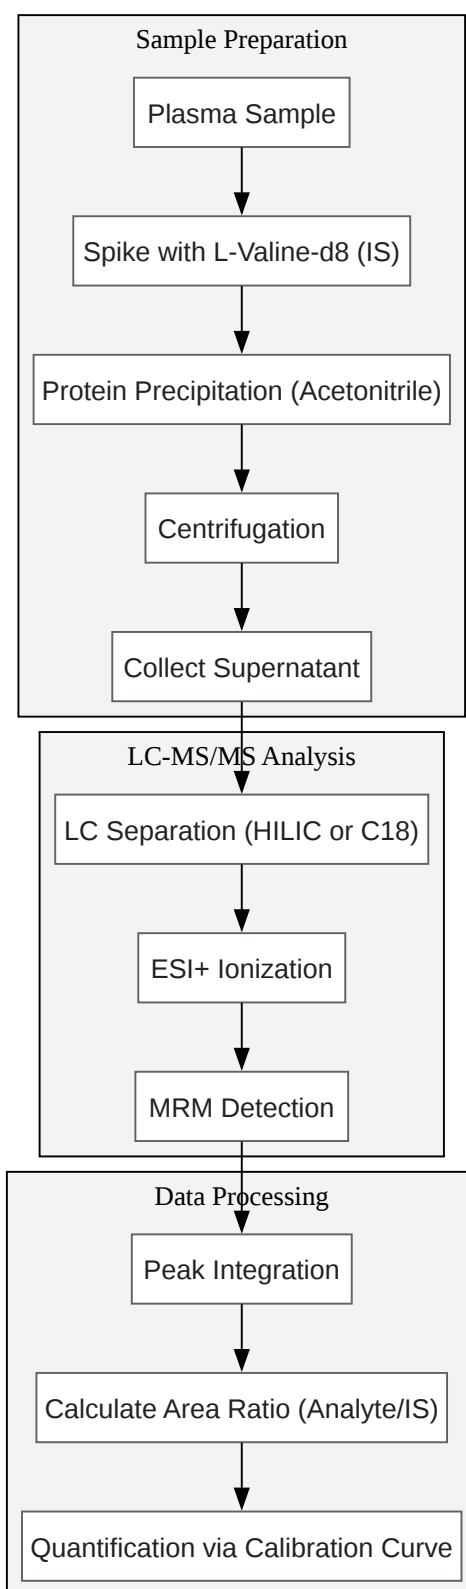 Sample Preparation
Plasma Sample
Spike with L-Valine-d8 (IS)
Protein Precipitation (Acetonitrile)
Centrifugation
Collect Supernatant
LC-MS/MS Analysis
LC Separation (HILIC or C18)
ESI+ Ionization
MRM Detection
Data Processing
Peak Integration
Calculate Area Ratio (Analyte/IS)
Quantification via Calibration Curve